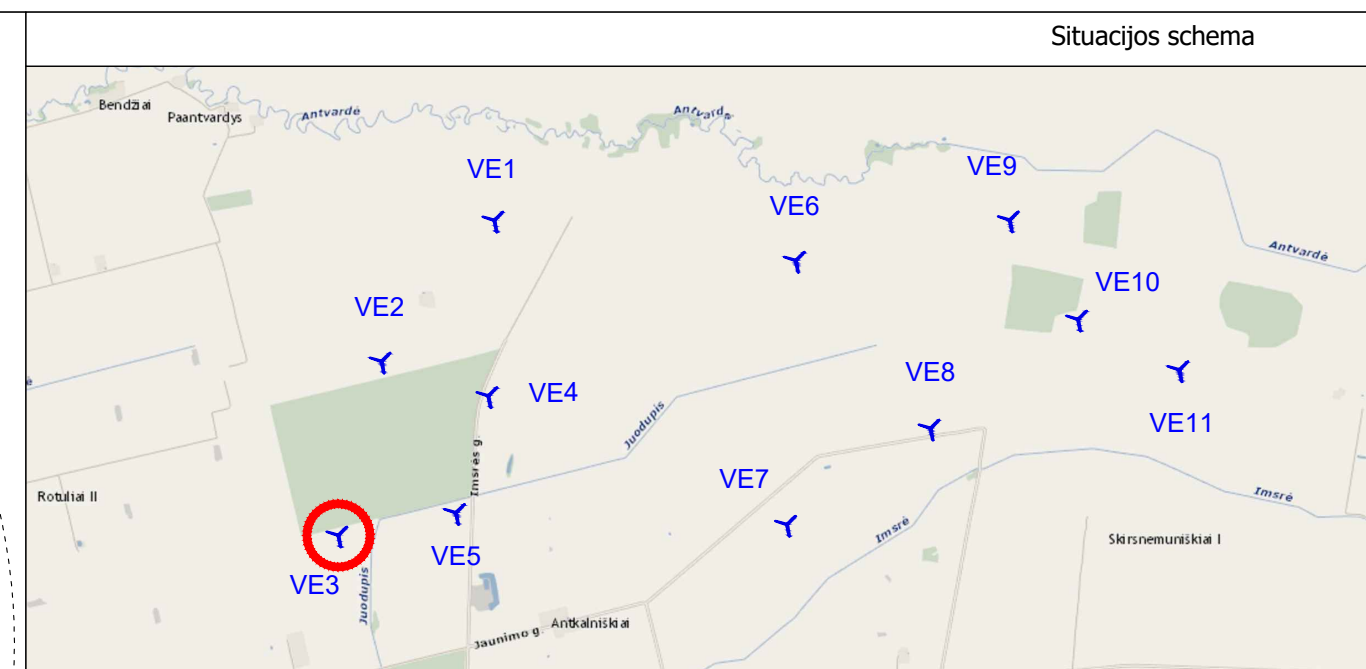 Situacijos schema
Bendžiai
Paantvardys
Antvardė
VE1
VE9
VE6
Antvardė
VE10
VE2
VE8
VE4
Juodupis
VE11
Imsrės g.
VE7
Rotuliai II
Imsrė
Imsrė
Skirsnemuniškiai I
VE5
VE3
Juodupis
Antkalniškiai
Jaunimo g.